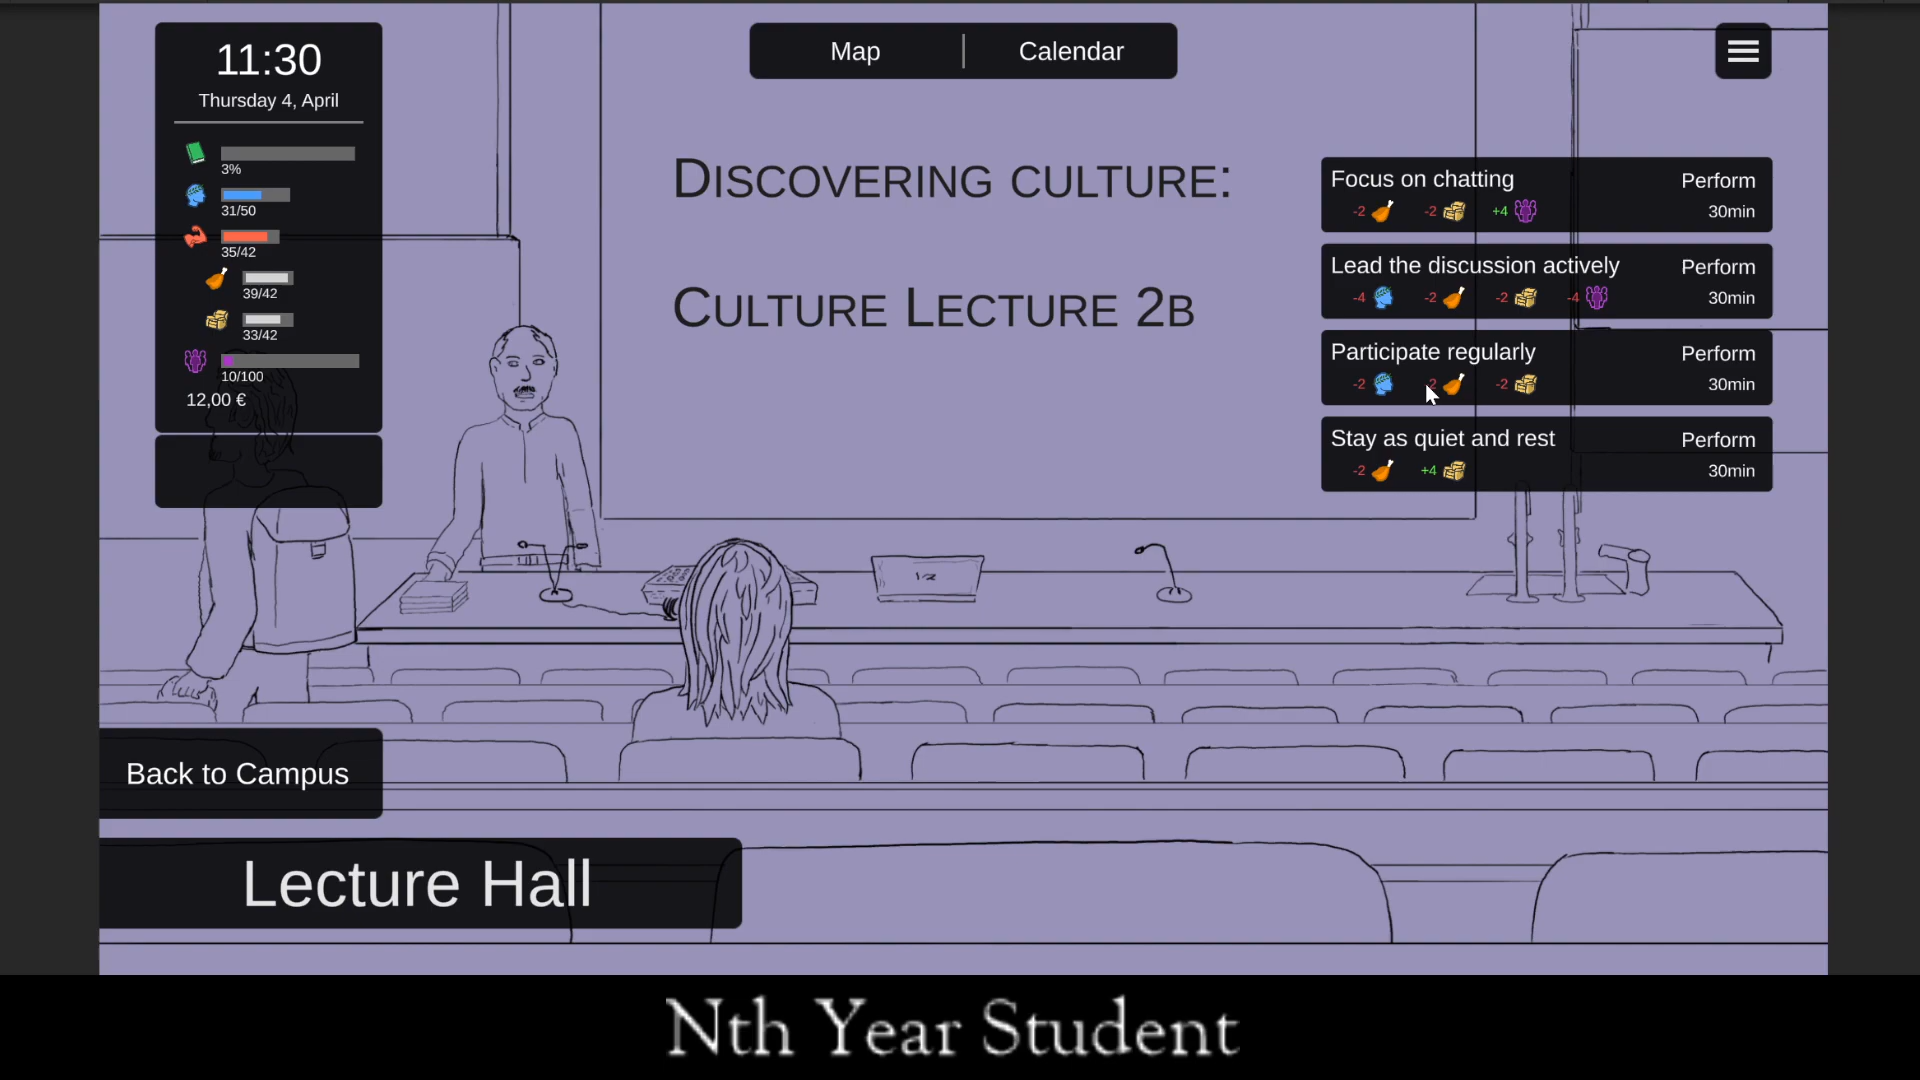 11:30
Thursday 4, April
3%
31/50
35/42
39/42
33/42
10/100
12,00 €
Map
Calendar
DISCOVERING CULTURE:
CULTURE LECTURE 2B
Focus on chatting
Perform
-2 -2 +4
30min
Lead the discussion actively
Perform
-4 -2 -2 -4
30min
Participate regularly
Perform
-2 -2 -2
30min
Stay as quiet and rest
Perform
-2 +4
30min
Back to Campus
Lecture Hall
Nth Year Student